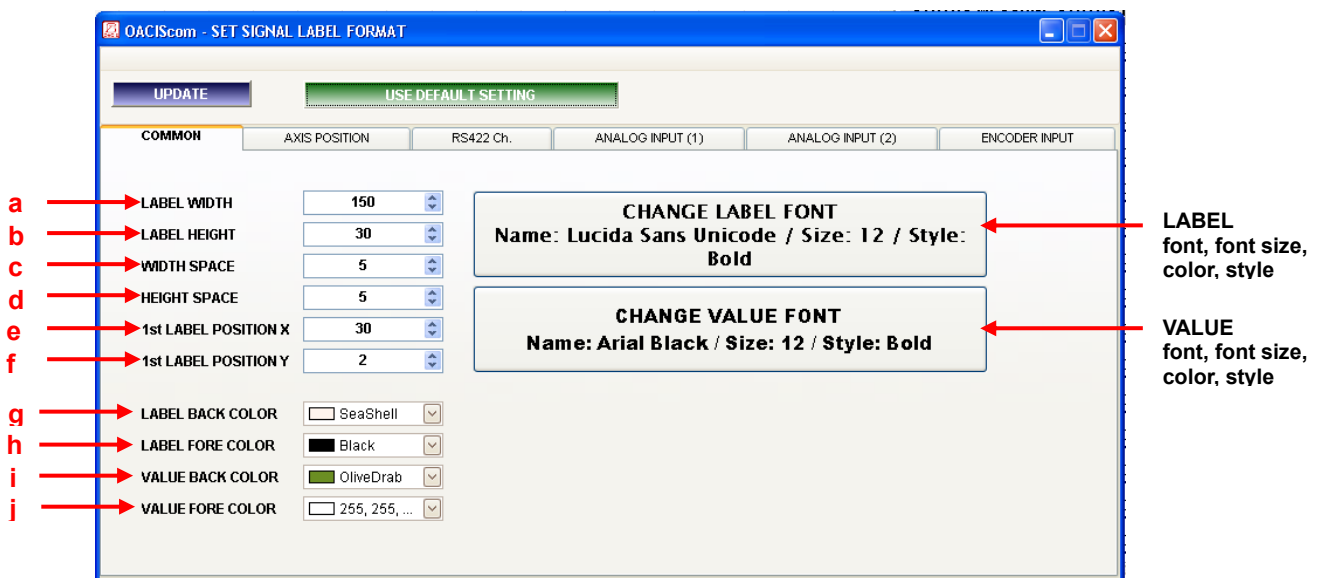 OACIScom - SET SIGNAL LABEL FORMAT
UPDATE
USE DEFAULT SETTING
COMMON
AXIS POSITION
RS422 Ch.
ANALOG INPUT (1)
ANALOG INPUT (2)
ENCODER INPUT
a LABEL WIDTH 150
b LABEL HEIGHT 30
c WIDTH SPACE 5
d HEIGHT SPACE 5
e 1st LABEL POSITION X 30
f 1st LABEL POSITION Y 2
g LABEL BACK COLOR SeaShell
h LABEL FORE COLOR Black
i VALUE BACK COLOR OliveDrab
j VALUE FORE COLOR 255, 255, ...
CHANGE LABEL FONT
Name: Lucida Sans Unicode / Size: 12 / Style:
Bold
CHANGE VALUE FONT
Name: Arial Black / Size: 12 / Style: Bold
LABEL
font, font size,
color, style
VALUE
font, font size,
color, style